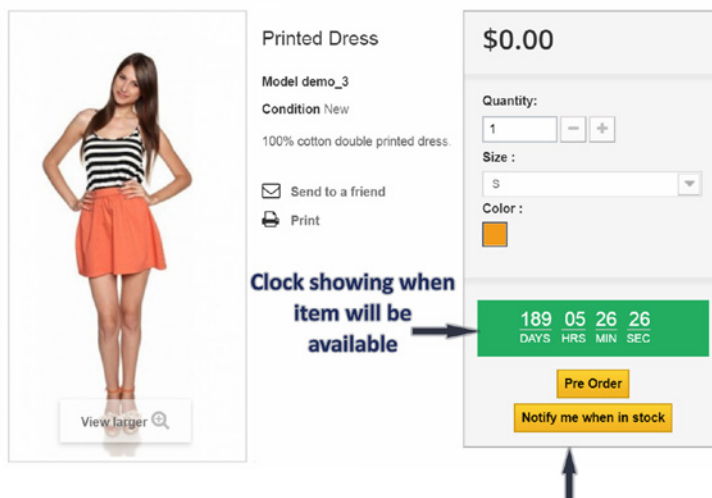 Printed Dress
Model demo_3
Condition New
100% cotton double printed dress.
Send to a friend
Print
View larger
$0.00
Quantity:
1
Size :
S
Color :
Clock showing when
item will be
available
189 05 26 26
DAYS HRS MIN SEC
Pre Order
Notify me when in stock